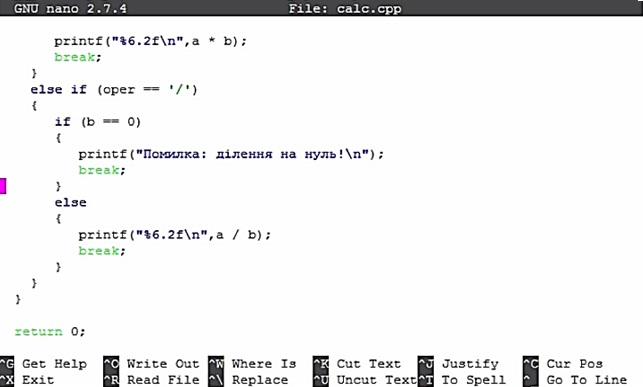 GNU nano 2.7.4 File: calc.cpp
printf("%6.2f\n",a * b);
break;
}
else if (oper == '/')
{
if (b == 0)
{
printf("Помилка: ділення на нуль!\n");
break;
}
else
{
printf("%6.2f\n",a / b);
break;
}
}
}
return 0;
^G Get Help ^O Write Out ^W Where Is ^K Cut Text ^J Justify ^C Cur Pos
^X Exit ^R Read File ^\ Replace ^U Uncut Text ^T To Spell ^_ Go To Line